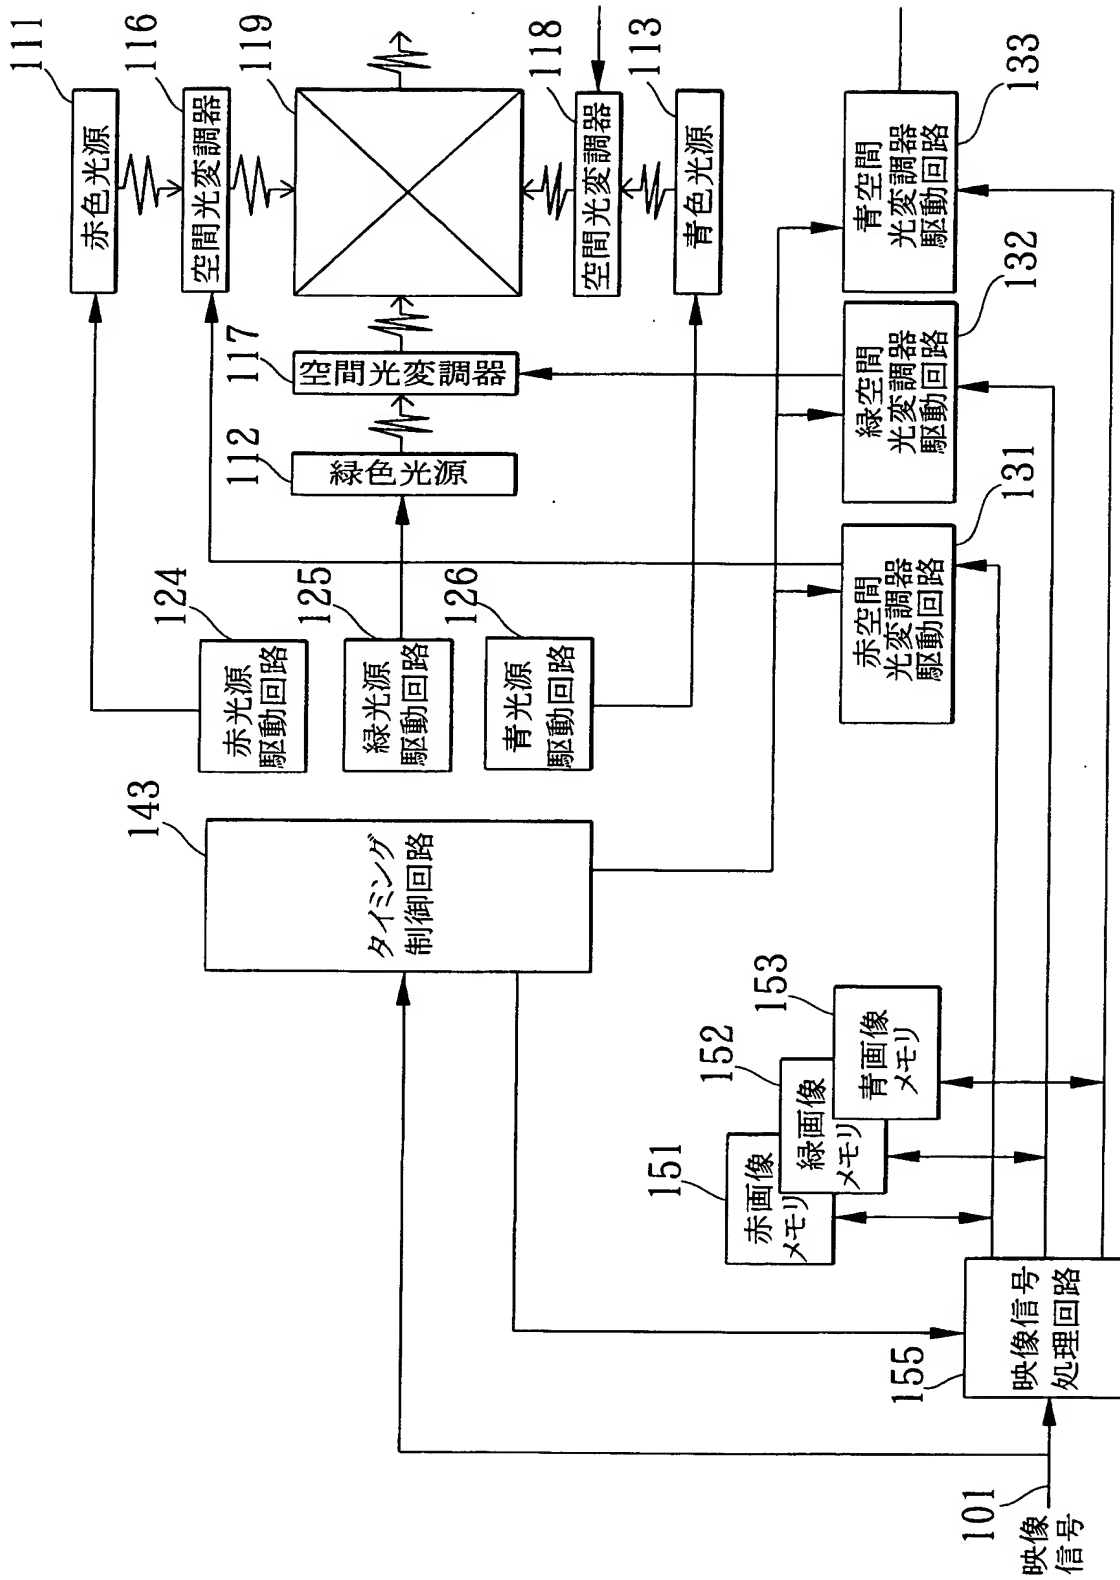 111
赤色光源
116
空間光変調器
119
118
空間光変調器
113
青色光源
117
空間光変調器
112
緑色光源
124
赤光源
駆動回路
125
緑光源
駆動回路
126
青光源
駆動回路
133
青空間
光変調器
駆動回路
132
緑空間
光変調器
駆動回路
131
赤空間
光変調器
駆動回路
143
タイミング
制御回路
151
赤画像
メモリ
152
緑画像
メモリ
153
青画像
メモリ
155
映像信号
処理回路
101
映像
信号